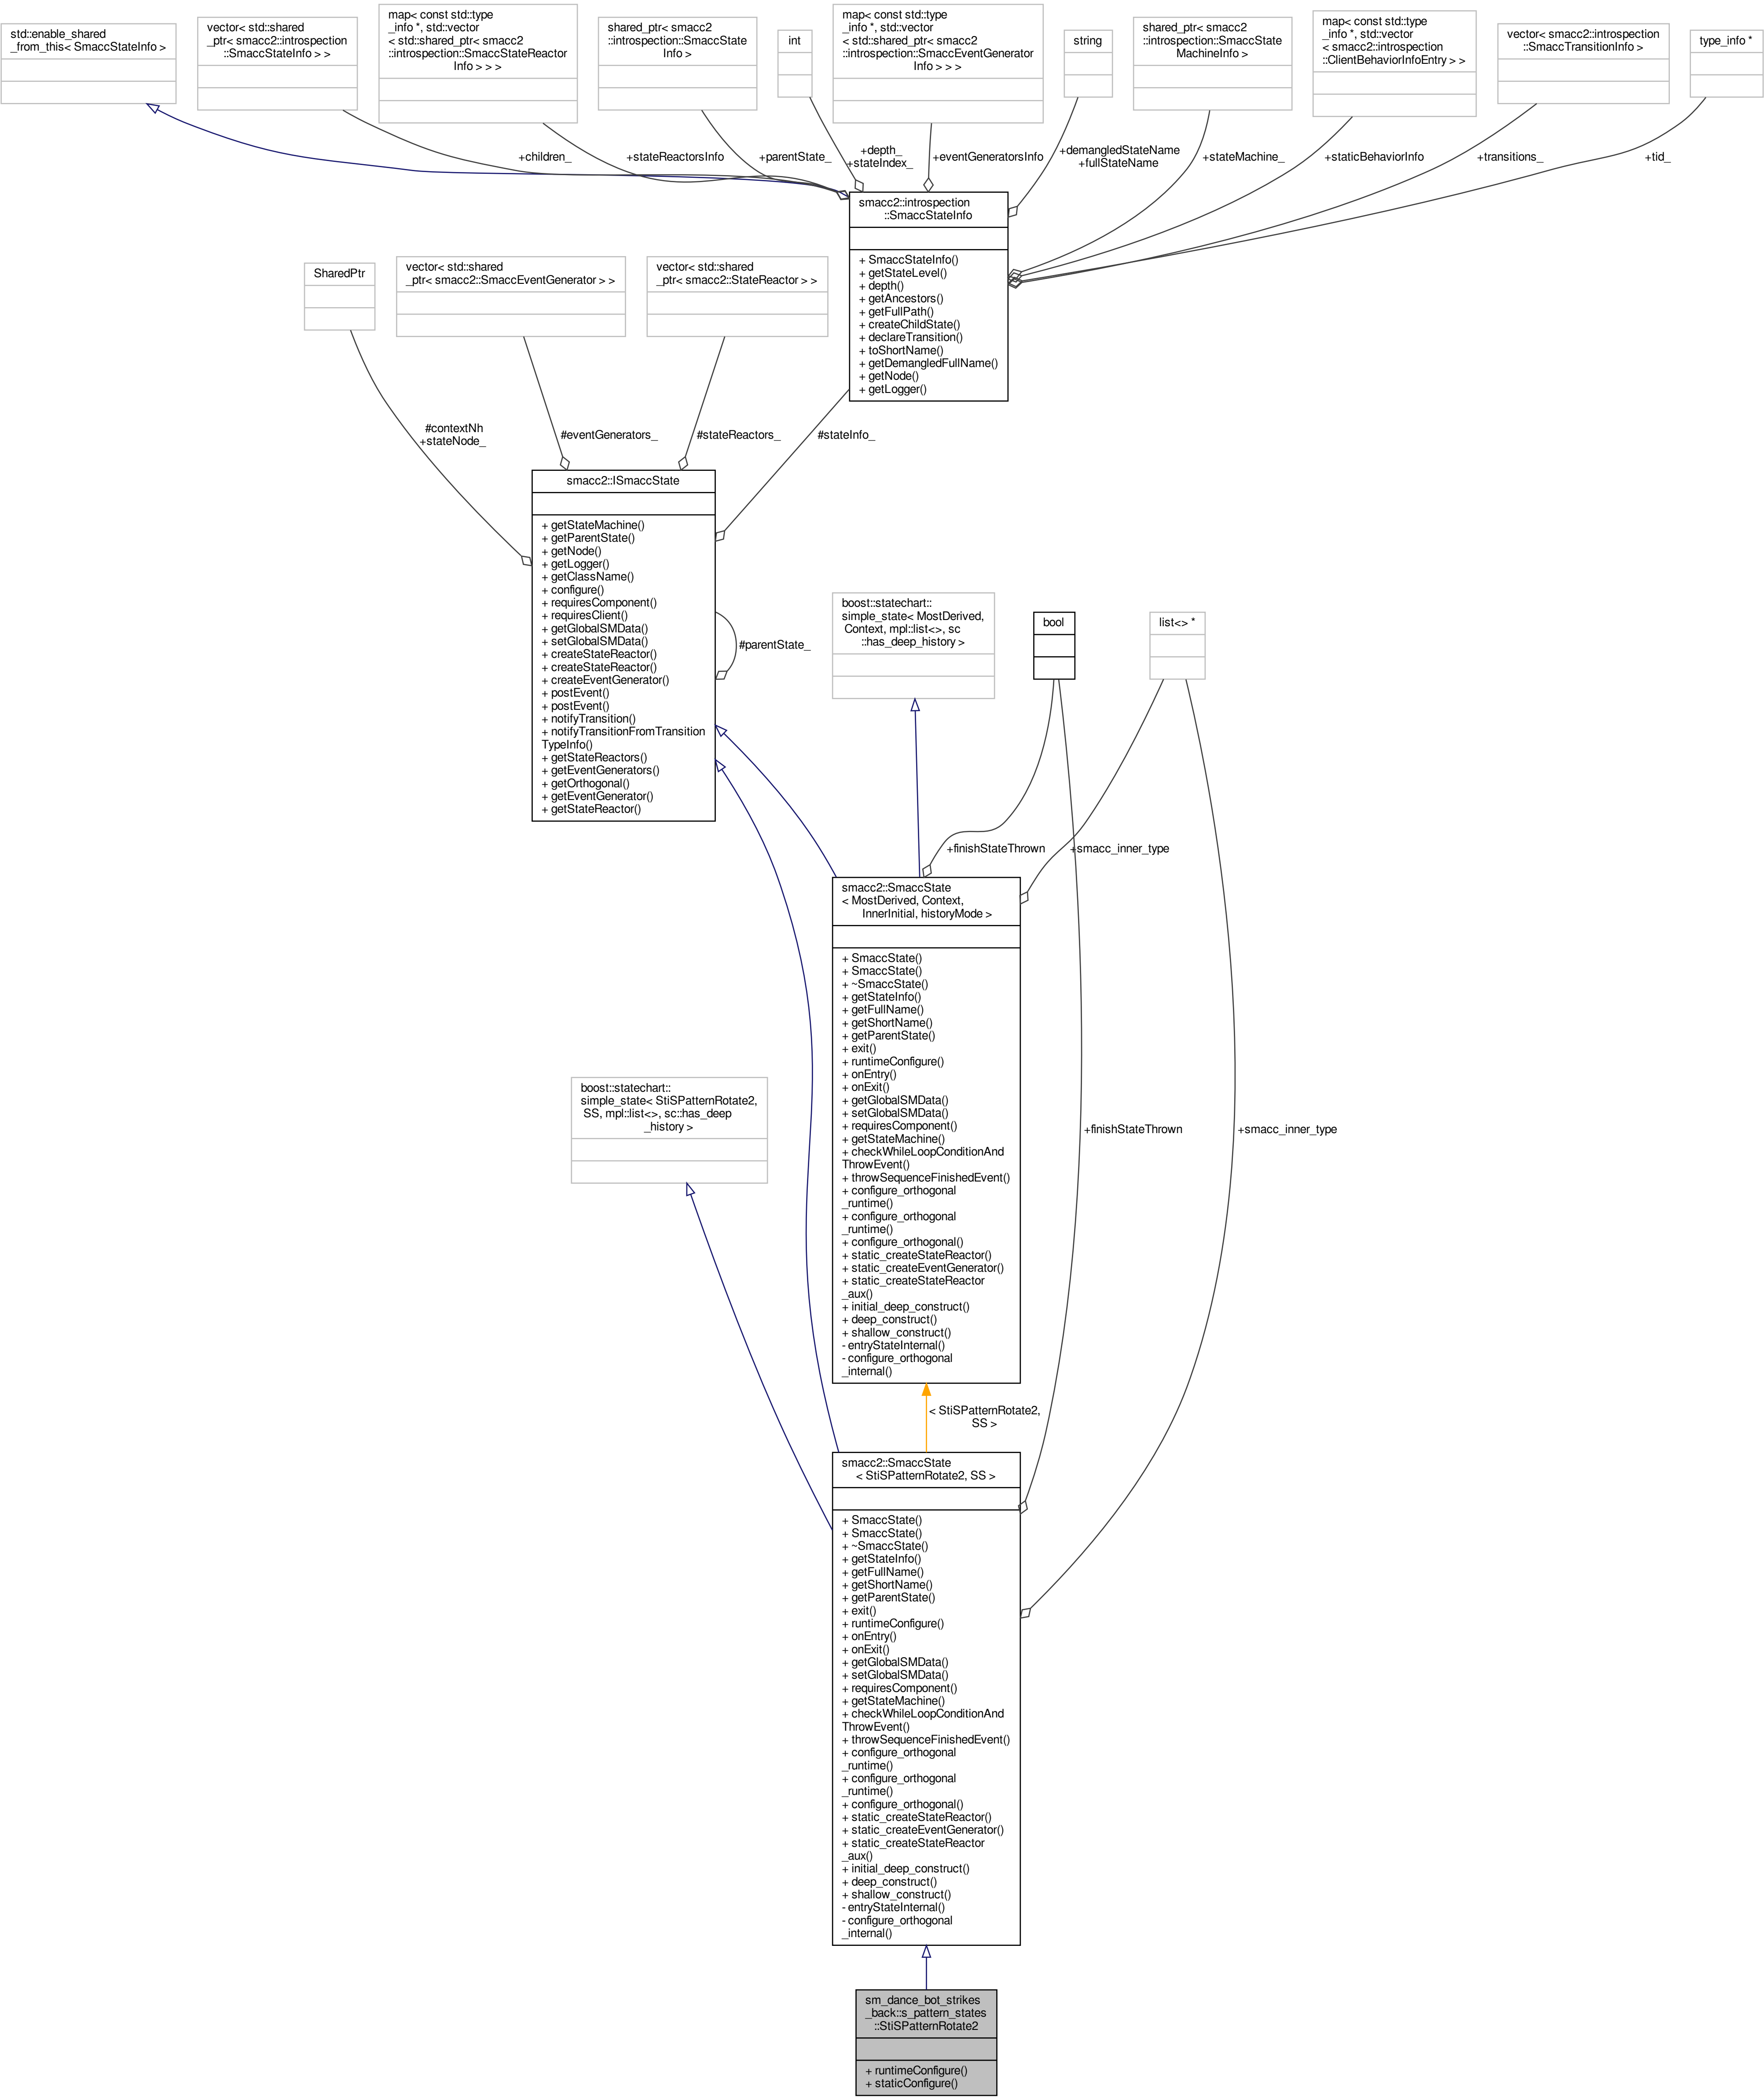 std::enable_shared
_from_this< SmaccStateInfo >
vector< std::shared
_ptr< smacc2::introspection
::SmaccStateInfo > >
map< const std::type
_info *, std::vector
< std::shared_ptr< smacc2
::introspection::SmaccStateReactor
Info > > >
shared_ptr< smacc2
::introspection::SmaccState
Info >
int
map< const std::type
_info *, std::vector
< std::shared_ptr< smacc2
::introspection::SmaccEventGenerator
Info > > >
string
shared_ptr< smacc2
::introspection::SmaccState
MachineInfo >
map< const std::type
_info *, std::vector
< smacc2::introspection
::ClientBehaviorInfoEntry > >
vector< smacc2::introspection
::SmaccTransitionInfo >
type_info *
+children_
+stateReactorsInfo
+parentState_
+depth_
+stateIndex_
+eventGeneratorsInfo
+demangledStateName
+fullStateName
+stateMachine_
+staticBehaviorInfo
+transitions_
+tid_
smacc2::introspection
::SmaccStateInfo
+ SmaccStateInfo()
+ getStateLevel()
+ depth()
+ getAncestors()
+ getFullPath()
+ createChildState()
+ declareTransition()
+ toShortName()
+ getDemangledFullName()
+ getNode()
+ getLogger()
SharedPtr
vector< std::shared
_ptr< smacc2::SmaccEventGenerator > >
vector< std::shared
_ptr< smacc2::StateReactor > >
#contextNh
+stateNode_
#eventGenerators_
#stateReactors_
#stateInfo_
smacc2::ISmaccState
+ getStateMachine()
+ getParentState()
+ getNode()
+ getLogger()
+ getClassName()
+ configure()
+ requiresComponent()
+ requiresClient()
+ getGlobalSMData()
+ setGlobalSMData()
+ createStateReactor()
+ createStateReactor()
+ createEventGenerator()
+ postEvent()
+ postEvent()
+ notifyTransition()
+ notifyTransitionFromTransition
TypeInfo()
+ getStateReactors()
+ getEventGenerators()
+ getOrthogonal()
+ getEventGenerator()
+ getStateReactor()
#parentState_
boost::statechart::
simple_state< MostDerived,
Context, mpl::list<>, sc
::has_deep_history >
bool
list<> *
+finishStateThrown
+smacc_inner_type
smacc2::SmaccState
< MostDerived, Context,
InnerInitial, historyMode >
+ SmaccState()
+ SmaccState()
+ ~SmaccState()
+ getStateInfo()
+ getFullName()
+ getShortName()
+ getParentState()
+ exit()
+ runtimeConfigure()
+ onEntry()
+ onExit()
+ getGlobalSMData()
+ setGlobalSMData()
+ requiresComponent()
+ getStateMachine()
+ checkWhileLoopConditionAnd
ThrowEvent()
+ throwSequenceFinishedEvent()
+ configure_orthogonal
_runtime()
+ configure_orthogonal
_runtime()
+ configure_orthogonal()
+ static_createStateReactor()
+ static_createEventGenerator()
+ static_createStateReactor
_aux()
+ initial_deep_construct()
+ deep_construct()
+ shallow_construct()
- entryStateInternal()
- configure_orthogonal
_internal()
boost::statechart::
simple_state< StiSPatternRotate2,
SS, mpl::list<>, sc::has_deep
_history >
+finishStateThrown
+smacc_inner_type
< StiSPatternRotate2,
SS >
smacc2::SmaccState
< StiSPatternRotate2, SS >
+ SmaccState()
+ SmaccState()
+ ~SmaccState()
+ getStateInfo()
+ getFullName()
+ getShortName()
+ getParentState()
+ exit()
+ runtimeConfigure()
+ onEntry()
+ onExit()
+ getGlobalSMData()
+ setGlobalSMData()
+ requiresComponent()
+ getStateMachine()
+ checkWhileLoopConditionAnd
ThrowEvent()
+ throwSequenceFinishedEvent()
+ configure_orthogonal
_runtime()
+ configure_orthogonal
_runtime()
+ configure_orthogonal()
+ static_createStateReactor()
+ static_createEventGenerator()
+ static_createStateReactor
_aux()
+ initial_deep_construct()
+ deep_construct()
+ shallow_construct()
- entryStateInternal()
- configure_orthogonal
_internal()
sm_dance_bot_strikes
_back::s_pattern_states
::StiSPatternRotate2
+ runtimeConfigure()
+ staticConfigure()